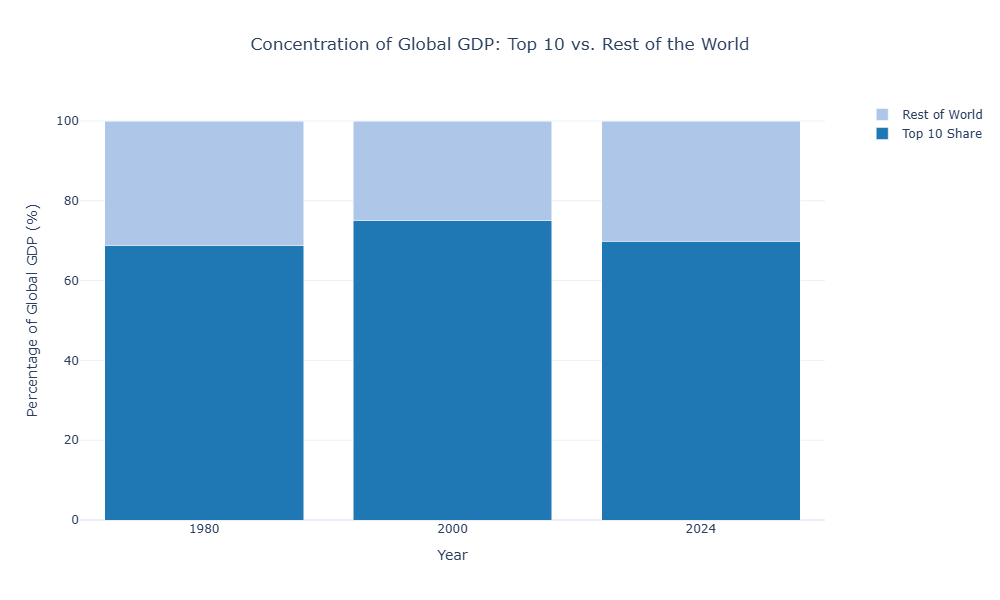 Concentration of Global GDP: Top 10 vs. Rest of the World
Rest of World
Top 10 Share
Percentage of Global GDP (%)
100
80
60
40
20
0
1980
2000
2024
Year